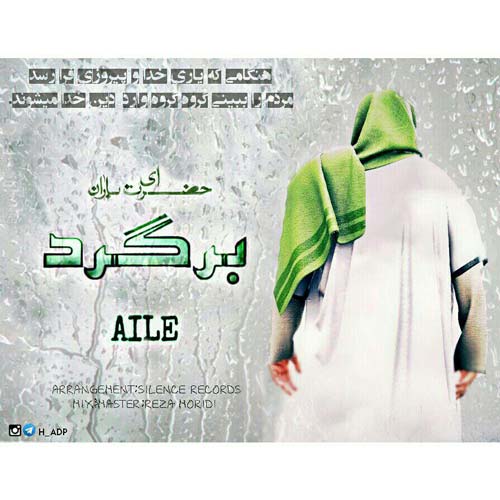 هنگامی که یاری خدا و پیروزی فرا رسد
مردم را ببینی گروه گروه وارد دین خدا میشوند.
ای
حضرت باران
برگرد
AILE
ARRANGEMENT:SILENCE RECORDS
MIX&MASTER:REZA MORIDI
H_ADP